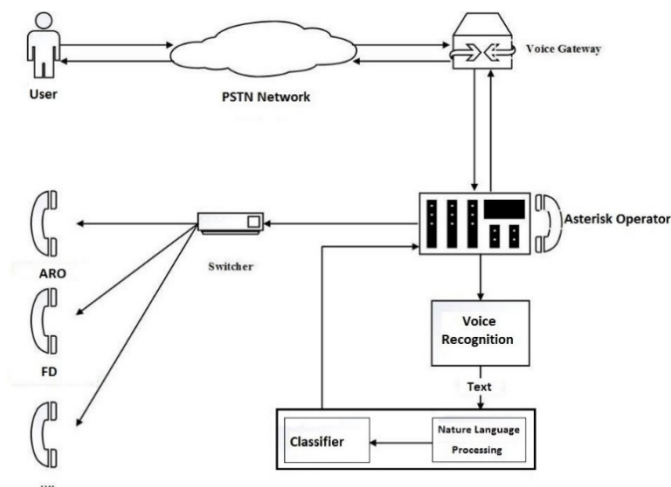 User
PSTN Network
Voice Gateway
Asterisk Operator
Switcher
ARO
FD
Voice
Recognition
Text
Classifier
Nature Language
Processing